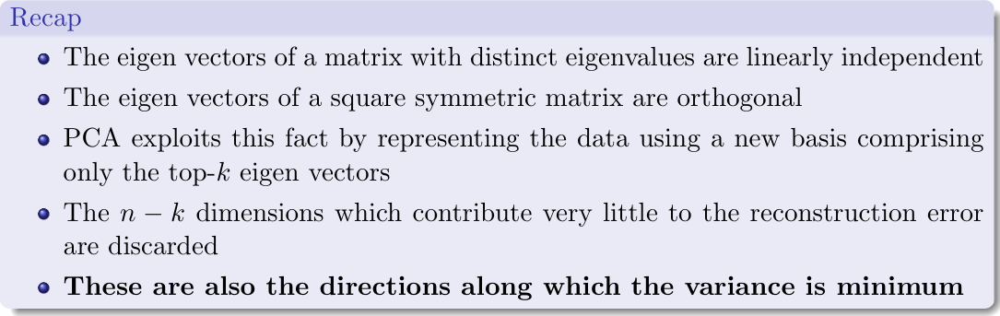 Recap
The eigen vectors of a matrix with distinct eigenvalues are linearly independent
The eigen vectors of a square symmetric matrix are orthogonal
PCA exploits this fact by representing the data using a new basis comprising
only the top-k eigen vectors
The n − k dimensions which contribute very little to the reconstruction error
are discarded
These are also the directions along which the variance is minimum